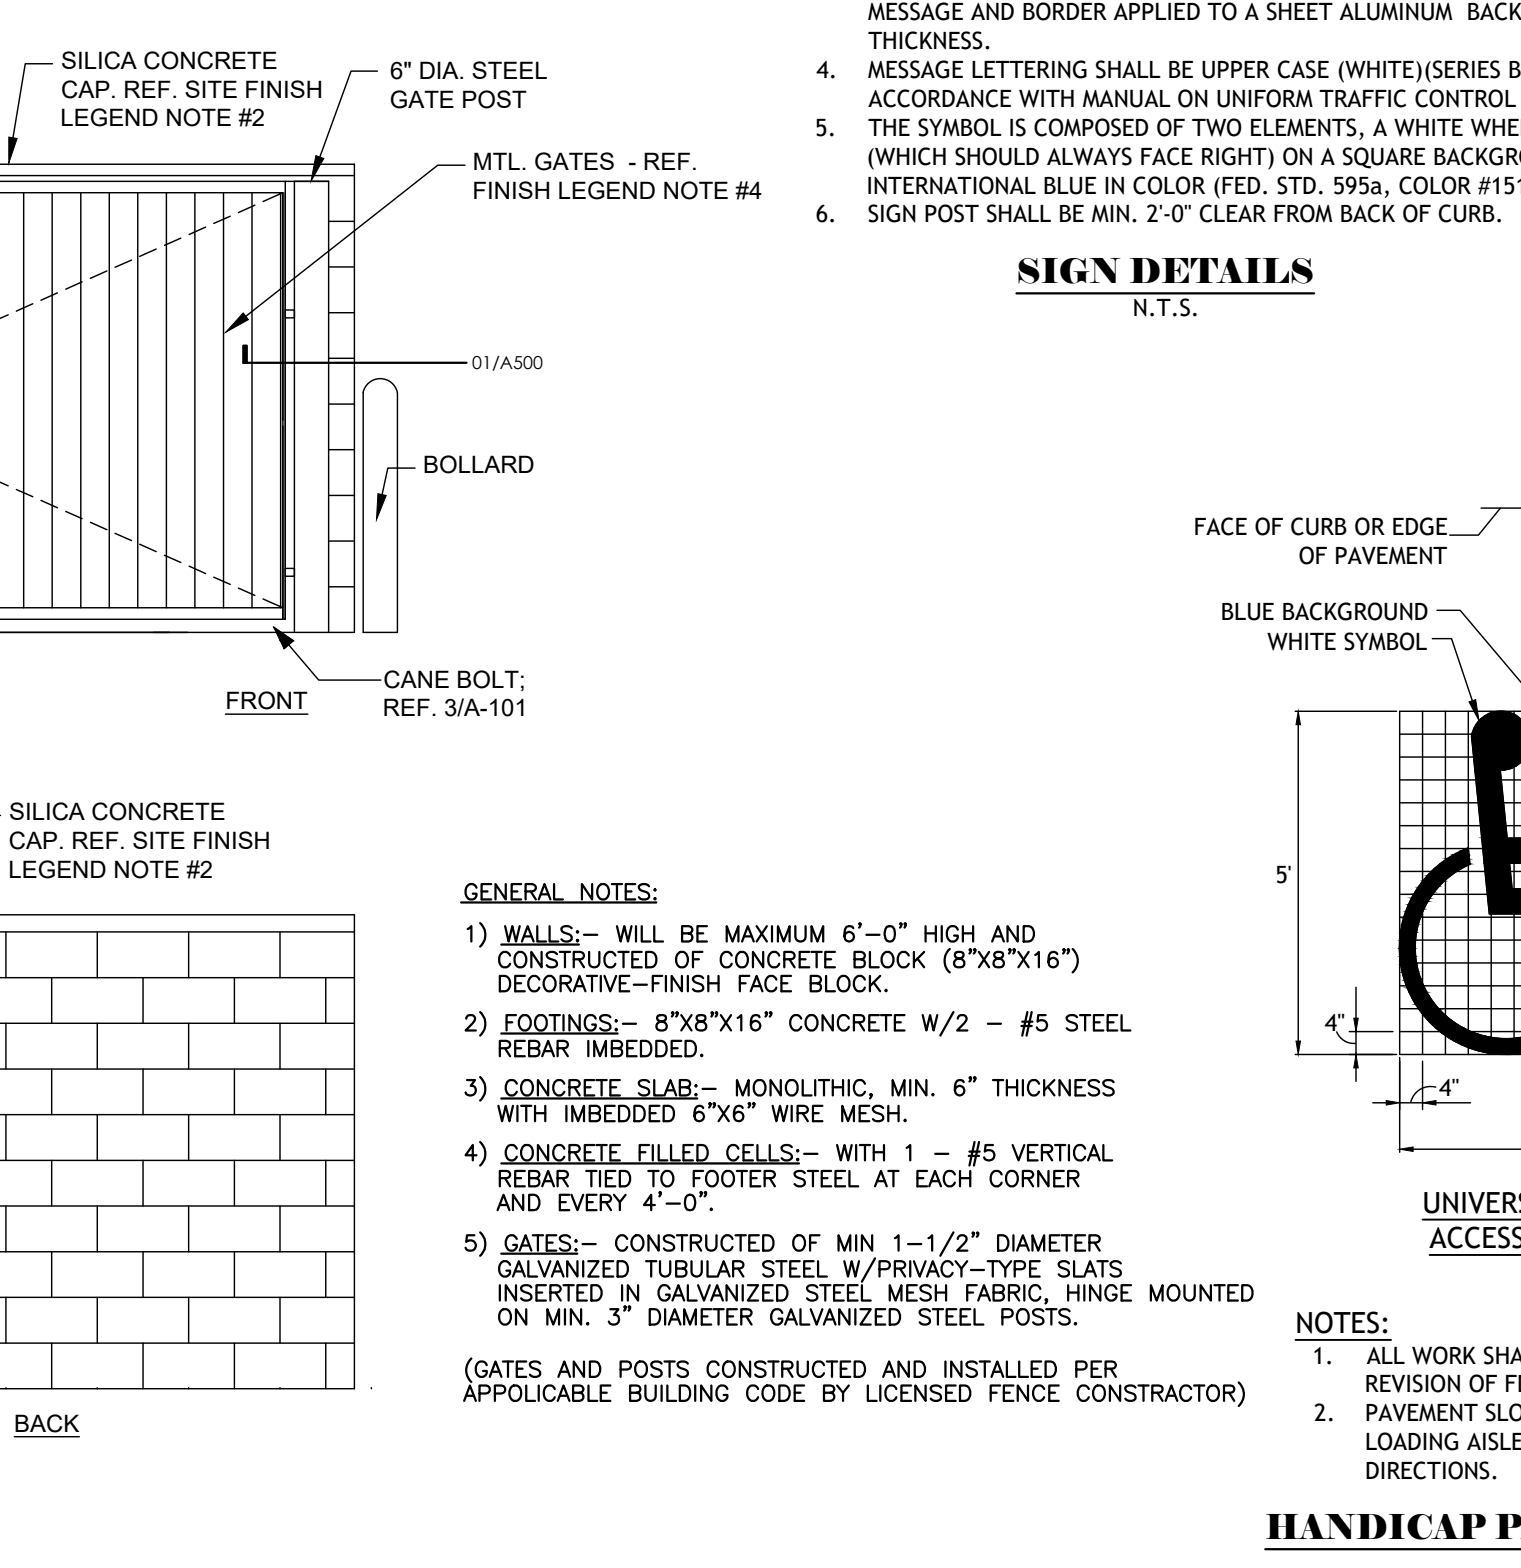 SILICA CONCRETE
CAP. REF. SITE FINISH
LEGEND NOTE #2
6" DIA. STEEL
GATE POST
MTL. GATES - REF.
FINISH LEGEND NOTE #4
01/A500
BOLLARD
CANE BOLT;
REF. 3/A-101
FRONT
MESSAGE AND BORDER APPLIED TO A SHEET ALUMINUM BACK
THICKNESS.
4. MESSAGE LETTERING SHALL BE UPPER CASE (WHITE)(SERIES B
ACCORDANCE WITH MANUAL ON UNIFORM TRAFFIC CONTROL
5. THE SYMBOL IS COMPOSED OF TWO ELEMENTS, A WHITE WHE
(WHICH SHOULD ALWAYS FACE RIGHT) ON A SQUARE BACKGR
INTERNATIONAL BLUE IN COLOR (FED. STD. 595a, COLOR #151
6. SIGN POST SHALL BE MIN. 2'-0" CLEAR FROM BACK OF CURB.
SIGN DETAILS
N.T.S.
FACE OF CURB OR EDGE
OF PAVEMENT
BLUE BACKGROUND
WHITE SYMBOL
5'
4"
4"
UNIVERS
ACCESS
SILICA CONCRETE
CAP. REF. SITE FINISH
LEGEND NOTE #2
BACK
GENERAL NOTES:
1) WALLS:– WILL BE MAXIMUM 6'–0" HIGH AND
CONSTRUCTED OF CONCRETE BLOCK (8"X8"X16")
DECORATIVE–FINISH FACE BLOCK.
2) FOOTINGS:– 8"X8"X16" CONCRETE W/2 – #5 STEEL
REBAR IMBEDDED.
3) CONCRETE SLAB:– MONOLITHIC, MIN. 6" THICKNESS
WITH IMBEDDED 6"X6" WIRE MESH.
4) CONCRETE FILLED CELLS:– WITH 1 – #5 VERTICAL
REBAR TIED TO FOOTER STEEL AT EACH CORNER
AND EVERY 4'–0".
5) GATES:– CONSTRUCTED OF MIN 1–1/2" DIAMETER
GALVANIZED TUBULAR STEEL W/PRIVACY–TYPE SLATS
INSERTED IN GALVANIZED STEEL MESH FABRIC, HINGE MOUNTED
ON MIN. 3" DIAMETER GALVANIZED STEEL POSTS.
(GATES AND POSTS CONSTRUCTED AND INSTALLED PER
APPOLICABLE BUILDING CODE BY LICENSED FENCE CONSTRACTOR)
NOTES:
1. ALL WORK SHA
REVISION OF F
2. PAVEMENT SLO
LOADING AISLE
DIRECTIONS.
HANDICAP P